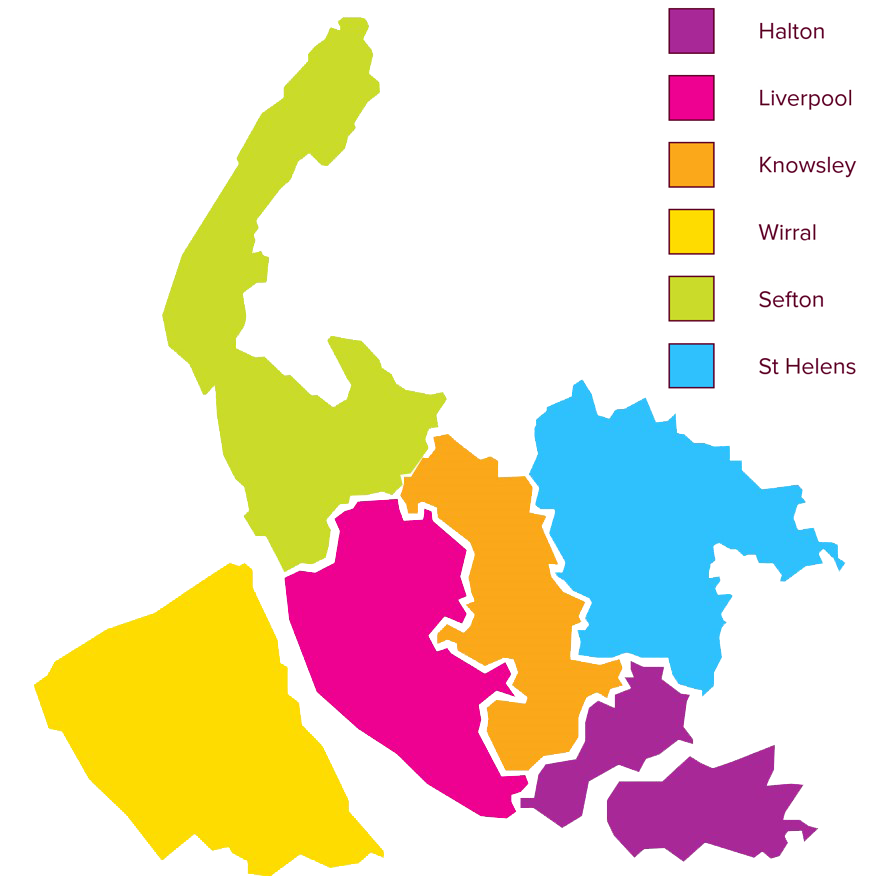 Halton
Liverpool
Knowsley
Wirral
Sefton
St Helens